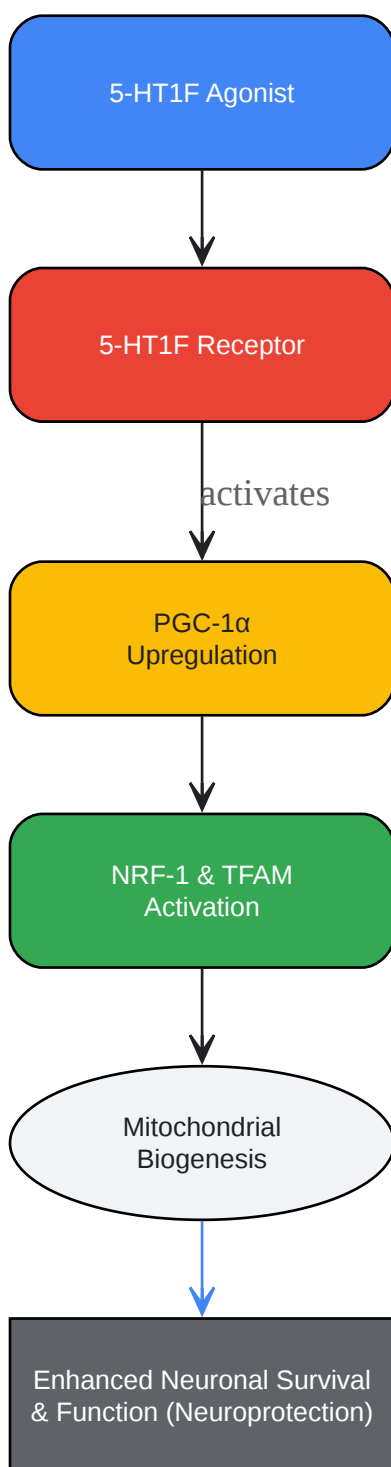 5-HT1F Agonist
5-HT1F Receptor
activates
PGC-1α
Upregulation
NRF-1 & TFAM
Activation
Mitochondrial
Biogenesis
Enhanced Neuronal Survival
& Function (Neuroprotection)